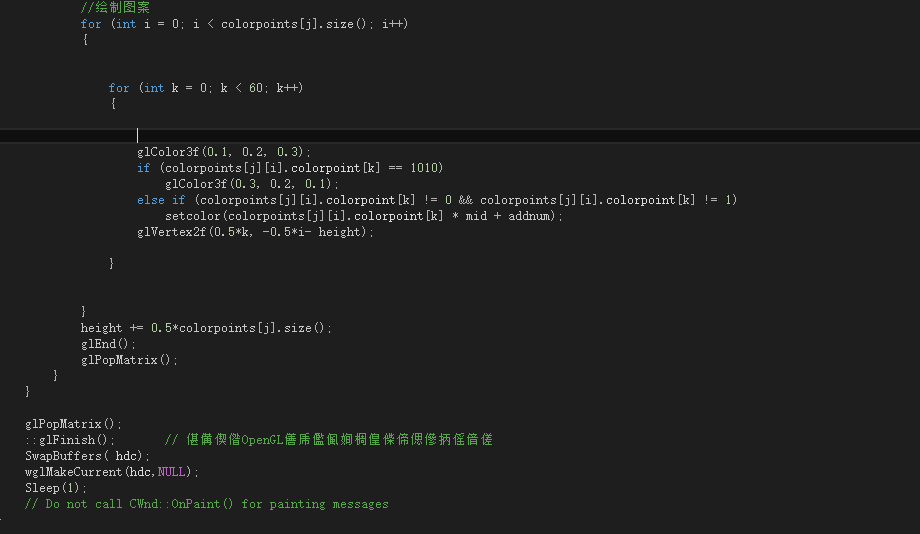 //绘制图案
for (int i = 0; i < colorpoints[j].size(); i++)
{
for (int k = 0; k < 60; k++)
{
glColor3f(0.1, 0.2, 0.3);
if (colorpoints[j][i].colorpoint[k] == 1010)
glColor3f(0.3, 0.2, 0.1);
else if (colorpoints[j][i].colorpoint[k] != 0 && colorpoints[j][i].colorpoint[k] != 1)
setcolor(colorpoints[j][i].colorpoint[k] * mid + addnum);
glVertex2f(0.5*k, -0.5*i- height);
}
}
height += 0.5*colorpoints[j].size();
glEnd();
glPopMatrix();
}
}
glPopMatrix();
::glFinish(); // OpenGL
SwapBuffers( hdc);
wglMakeCurrent(hdc,NULL);
Sleep(1);
// Do not call CWnd::OnPaint() for painting messages